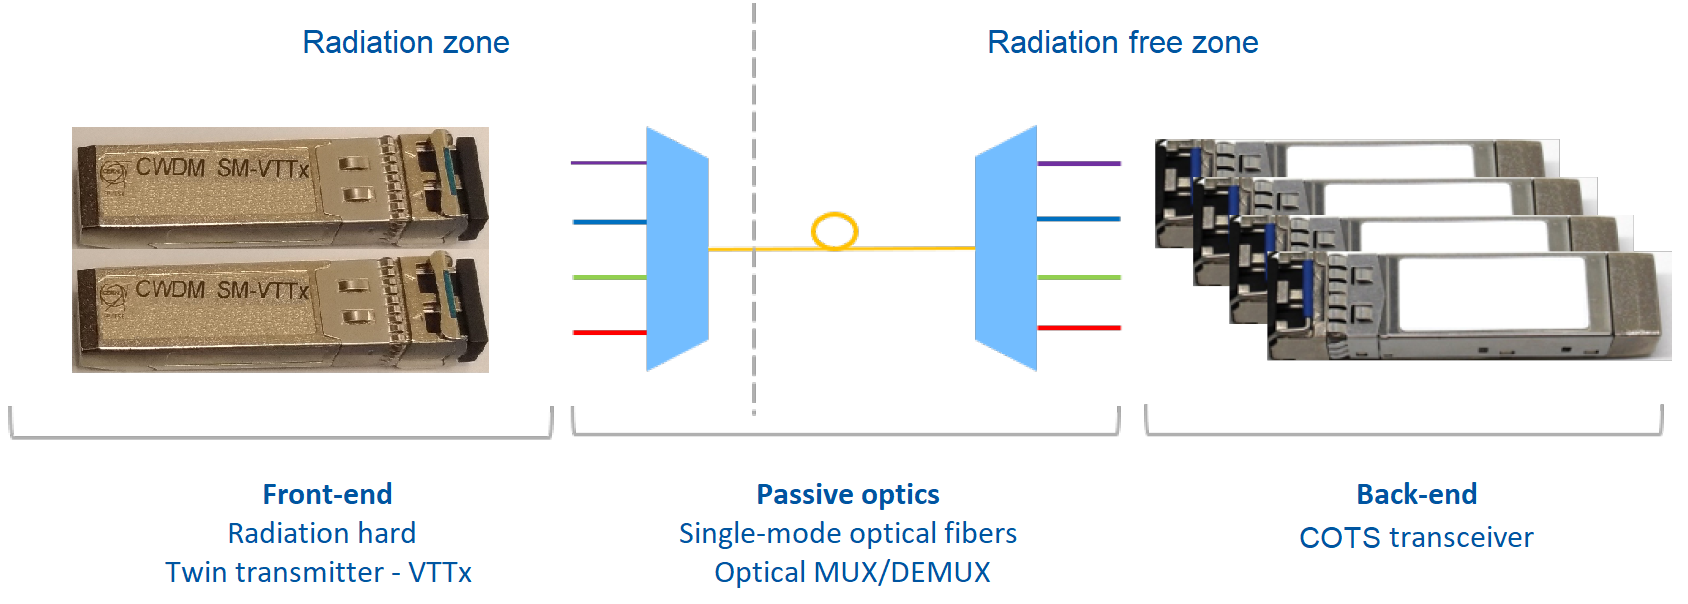 Radiation zone
Radiation free zone
CWDM SM-VTTx
CWDM SM-VTTx
Front-end
Radiation hard
Twin transmitter - VTTx
Passive optics
Single-mode optical fibers
Optical MUX/DEMUX
Back-end
COTS transceiver